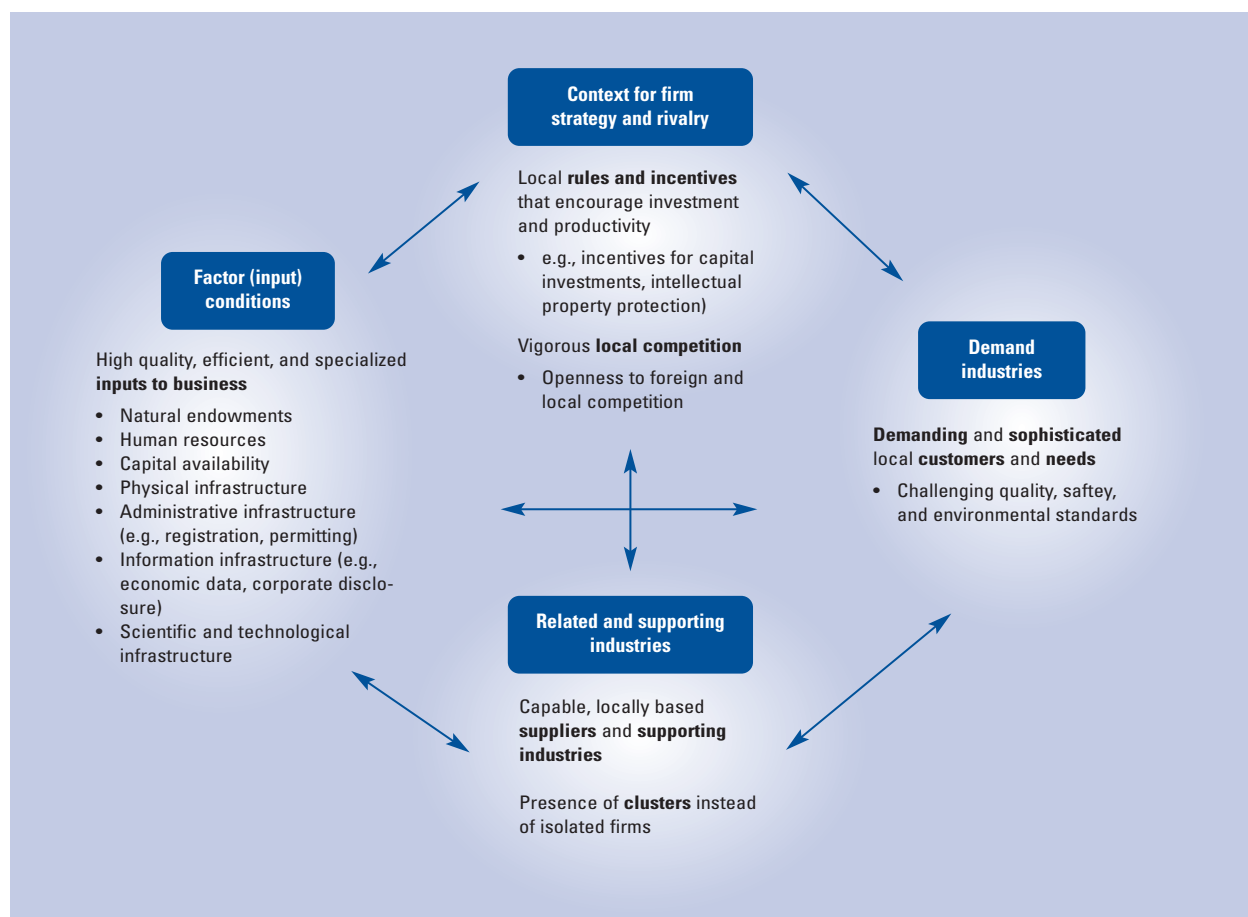 Context for firm
strategy and rivalry
Local rules and incentives
that encourage investment
and productivity
• e.g., incentives for capital
investments, intellectual
property protection)
Vigorous local competition
• Openness to foreign and
local competition
Factor (input)
conditions
High quality, efficient, and specialized
inputs to business
• Natural endowments
• Human resources
• Capital availability
• Physical infrastructure
• Administrative infrastructure
(e.g., registration, permitting)
• Information infrastructure (e.g.,
economic data, corporate disclo-
sure)
• Scientific and technological
infrastructure
Demand
industries
Demanding and sophisticated
local customers and needs
• Challenging quality, saftey,
and environmental standards
Related and supporting
industries
Capable, locally based
suppliers and supporting
industries
Presence of clusters instead
of isolated firms